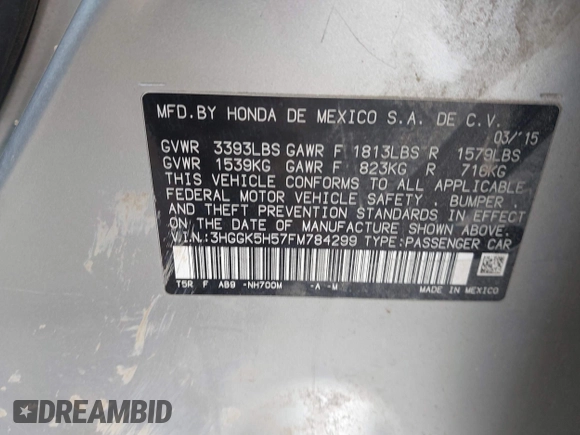 MFD.BY HONDA DE MEXICO S.A. DE C.V.
03/'15
GVWR 3393LBS GAWR F 1813LBS R 1579LBS
GVWR 1539KG GAWR F 823KG R 716KG
THIS VEHICLE CONFORMS TO ALL APPLICABLE
FEDERAL MOTOR VEHICLE SAFETY , BUMPER ,
AND THEFT PREVENTION STANDARDS IN EFFECT
ON THE DATE OF MANUFACTURE SHOWN ABOVE.
V.I.N.:3HGGK5H57FM784299 TYPE:PASSENGER CAR
T5R F AB9 -NH700M -A -M
MADE IN MEXICO
DREAMBID